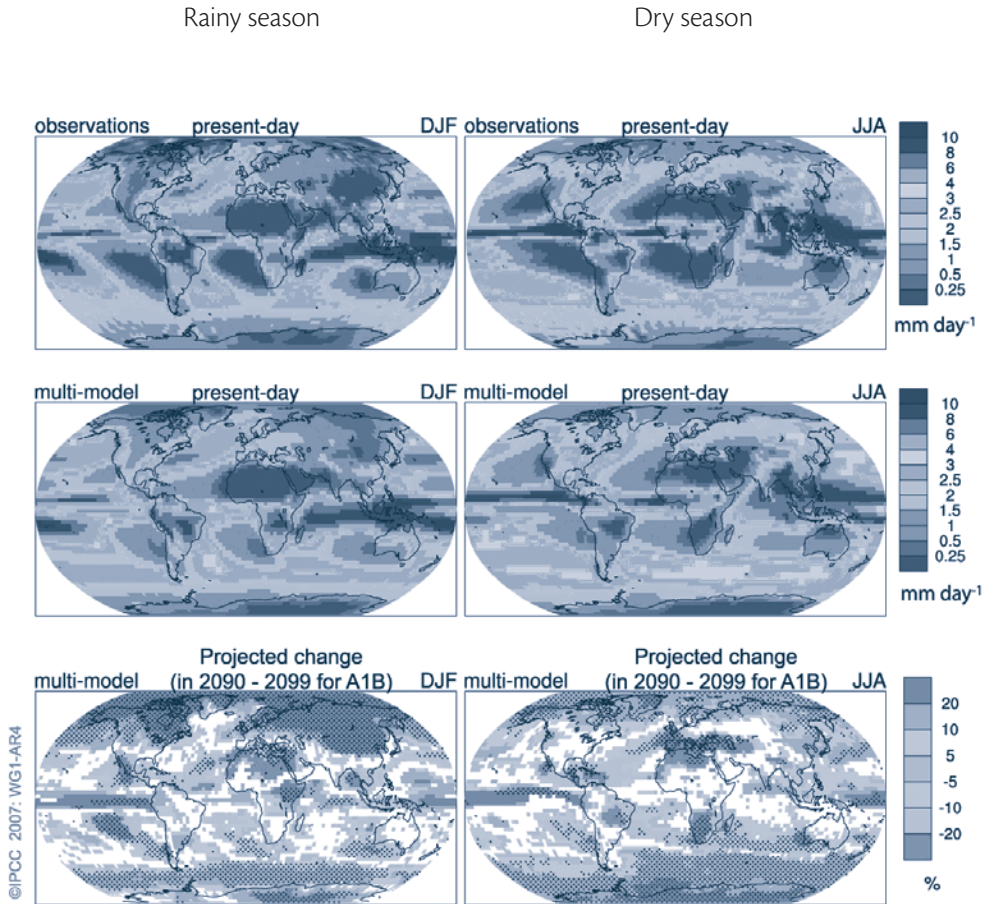 Rainy season
Dry season
observations present-day DJF
observations present-day JJA
10
8
6
4
3
2.5
2
1.5
1
0.5
0.25
mm day-1
multi-model present-day DJF
multi-model present-day JJA
10
8
6
4
3
2.5
2
1.5
1
0.5
0.25
mm day-1
Projected change
multi-model (in 2090 - 2099 for A1B) DJF
Projected change
multi-model (in 2090 - 2099 for A1B) JJA
20
10
5
-5
-10
-20
%
©IPCC 2007: WG1-AR4